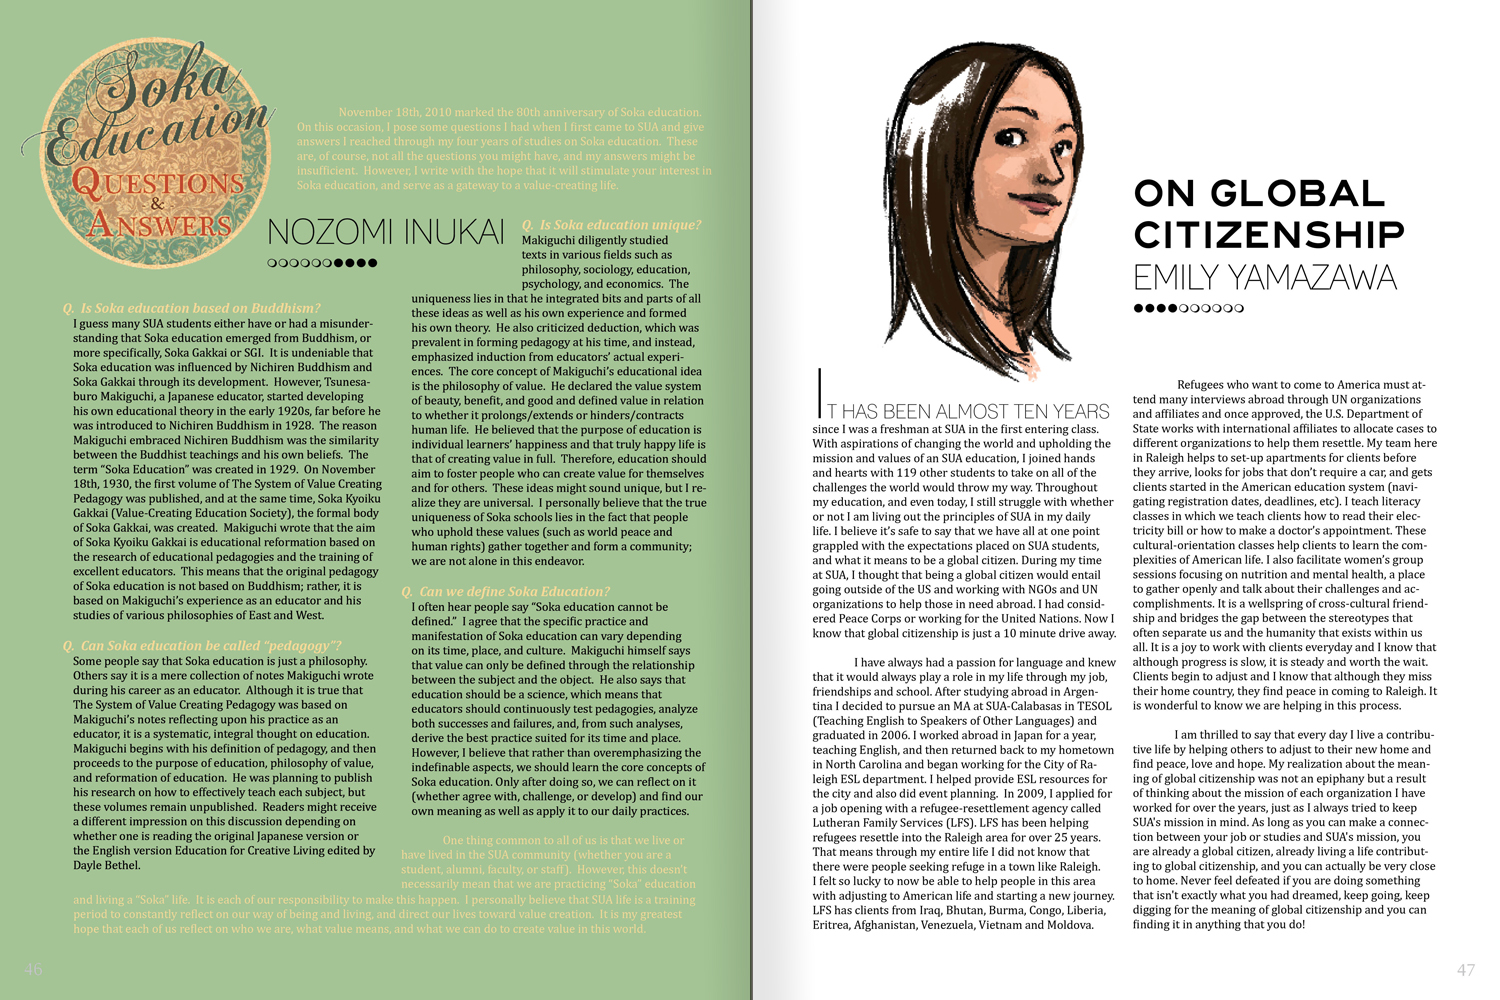 Soka
Education
QUESTIONS
&
ANSWERS
November 18th, 2010 marked the 80th anniversary of Soka education.
On this occasion, I pose some questions I had when I first came to SUA and give
answers I reached through my four years of studies on Soka education. These
are, of course, not all the questions you might have, and my answers might be
insufficient. However, I write with the hope that it will stimulate your interest in
Soka education, and serve as a gateway to a value-creating life.
NOZOMI INUKAI
Q. Is Soka education based on Buddhism?
I guess many SUA students either have or had a misunder-
standing that Soka education emerged from Buddhism, or
more specifically, Soka Gakkai or SGI. It is undeniable that
Soka education was influenced by Nichiren Buddhism and
Soka Gakkai through its development. However, Tsunesa-
buro Makiguchi, a Japanese educator, started developing
his own educational theory in the early 1920s, far before he
was introduced to Nichiren Buddhism in 1928. The reason
Makiguchi embraced Nichiren Buddhism was the similarity
between the Buddhist teachings and his own beliefs. The
term “Soka Education” was created in 1929. On November
18th, 1930, the first volume of The System of Value Creating
Pedagogy was published, and at the same time, Soka Kyoiku
Gakkai (Value-Creating Education Society), the formal body
of Soka Gakkai, was created. Makiguchi wrote that the aim
of Soka Kyoiku Gakkai is educational reformation based on
the research of educational pedagogies and the training of
excellent educators. This means that the original pedagogy
of Soka education is not based on Buddhism; rather, it is
based on Makiguchi’s experience as an educator and his
studies of various philosophies of East and West.
Q. Can Soka education be called “pedagogy”?
Some people say that Soka education is just a philosophy.
Others say it is a mere collection of notes Makiguchi wrote
during his career as an educator. Although it is true that
The System of Value Creating Pedagogy was based on
Makiguchi’s notes reflecting upon his practice as an
educator, it is a systematic, integral thought on education.
Makiguchi begins with his definition of pedagogy, and then
proceeds to the purpose of education, philosophy of value,
and reformation of education. He was planning to publish
his research on how to effectively teach each subject, but
these volumes remain unpublished. Readers might receive
a different impression on this discussion depending on
whether one is reading the original Japanese version or
the English version Education for Creative Living edited by
Dayle Bethel.
Q. Is Soka education unique?
Makiguchi diligently studied
texts in various fields such as
philosophy, sociology, education,
psychology, and economics. The
uniqueness lies in that he integrated bits and parts of all
these ideas as well as his own experience and formed
his own theory. He also criticized deduction, which was
prevalent in forming pedagogy at his time, and instead,
emphasized induction from educators’ actual experi-
ences. The core concept of Makiguchi’s educational idea
is the philosophy of value. He declared the value system
of beauty, benefit, and good and defined value in relation
to whether it prolongs/extends or hinders/contracts
human life. He believed that the purpose of education is
individual learners’ happiness and that truly happy life is
that of creating value in full. Therefore, education should
aim to foster people who can create value for themselves
and for others. These ideas might sound unique, but I re-
alize they are universal. I personally believe that the true
uniqueness of Soka schools lies in the fact that people
who uphold these values (such as world peace and
human rights) gather together and form a community;
we are not alone in this endeavor.
Q. Can we define Soka Education?
I often hear people say “Soka education cannot be
defined.” I agree that the specific practice and
manifestation of Soka education can vary depending
on its time, place, and culture. Makiguchi himself says
that value can only be defined through the relationship
between the subject and the object. He also says that
education should be a science, which means that
educators should continuously test pedagogies, analyze
both successes and failures, and, from such analyses,
derive the best practice suited for its time and place.
However, I believe that rather than overemphasizing the
indefinable aspects, we should learn the core concepts of
Soka education. Only after doing so, we can reflect on it
(whether agree with, challenge, or develop) and find our
own meaning as well as apply it to our daily practices.
One thing common to all of us is that we live or
have lived in the SUA community (whether you are a
student, alumni, faculty, or staff). However, this doesn’t
necessarily mean that we are practicing “Soka” education
and living a “Soka” life. It is each of our responsibility to make this happen. I personally believe that SUA life is a training
period to constantly reflect on our way of being and living, and direct our lives toward value creation. It is my greatest
hope that each of us reflect on who we are, what value means, and what we can do to create value in this world.
46
ON GLOBAL
CITIZENSHIP
EMILY YAMAZAWA
IT HAS BEEN ALMOST TEN YEARS
since I was a freshman at SUA in the first entering class.
With aspirations of changing the world and upholding the
mission and values of an SUA education, I joined hands
and hearts with 119 other students to take on all of the
challenges the world would throw my way. Throughout
my education, and even today, I still struggle with whether
or not I am living out the principles of SUA in my daily
life. I believe it’s safe to say that we have all at one point
grappled with the expectations placed on SUA students,
and what it means to be a global citizen. During my time
at SUA, I thought that being a global citizen would entail
going outside of the US and working with NGOs and UN
organizations to help those in need abroad. I had consid-
ered Peace Corps or working for the United Nations. Now I
know that global citizenship is just a 10 minute drive away.
I have always had a passion for language and knew
that it would always play a role in my life through my job,
friendships and school. After studying abroad in Argen-
tina I decided to pursue an MA at SUA-Calabasas in TESOL
(Teaching English to Speakers of Other Languages) and
graduated in 2006. I worked abroad in Japan for a year,
teaching English, and then returned back to my hometown
in North Carolina and began working for the City of Ra-
leigh ESL department. I helped provide ESL resources for
the city and also did event planning. In 2009, I applied for
a job opening with a refugee-resettlement agency called
Lutheran Family Services (LFS). LFS has been helping
refugees resettle into the Raleigh area for over 25 years.
That means through my entire life I did not know that
there were people seeking refuge in a town like Raleigh.
I felt so lucky to now be able to help people in this area
with adjusting to American life and starting a new journey.
LFS has clients from Iraq, Bhutan, Burma, Congo, Liberia,
Eritrea, Afghanistan, Venezuela, Vietnam and Moldova.
Refugees who want to come to America must at-
tend many interviews abroad through UN organizations
and affiliates and once approved, the U.S. Department of
State works with international affiliates to allocate cases to
different organizations to help them resettle. My team here
in Raleigh helps to set-up apartments for clients before
they arrive, looks for jobs that don’t require a car, and gets
clients started in the American education system (navi-
gating registration dates, deadlines, etc). I teach literacy
classes in which we teach clients how to read their elec-
tricity bill or how to make a doctor’s appointment. These
cultural-orientation classes help clients to learn the com-
plexities of American life. I also facilitate women’s group
sessions focusing on nutrition and mental health, a place
to gather openly and talk about their challenges and ac-
complishments. It is a wellspring of cross-cultural friend-
ship and bridges the gap between the stereotypes that
often separate us and the humanity that exists within us
all. It is a joy to work with clients everyday and I know that
although progress is slow, it is steady and worth the wait.
Clients begin to adjust and I know that although they miss
their home country, they find peace in coming to Raleigh. It
is wonderful to know we are helping in this process.
I am thrilled to say that every day I live a contribu-
tive life by helping others to adjust to their new home and
find peace, love and hope. My realization about the mean-
ing of global citizenship was not an epiphany but a result
of thinking about the mission of each organization I have
worked for over the years, just as I always tried to keep
SUA’s mission in mind. As long as you can make a connec-
tion between your job or studies and SUA’s mission, you
are already a global citizen, already living a life contribut-
ing to global citizenship, and you can actually be very close
to home. Never feel defeated if you are doing something
that isn’t exactly what you had dreamed, keep going, keep
digging for the meaning of global citizenship and you can
finding it in anything that you do!
47